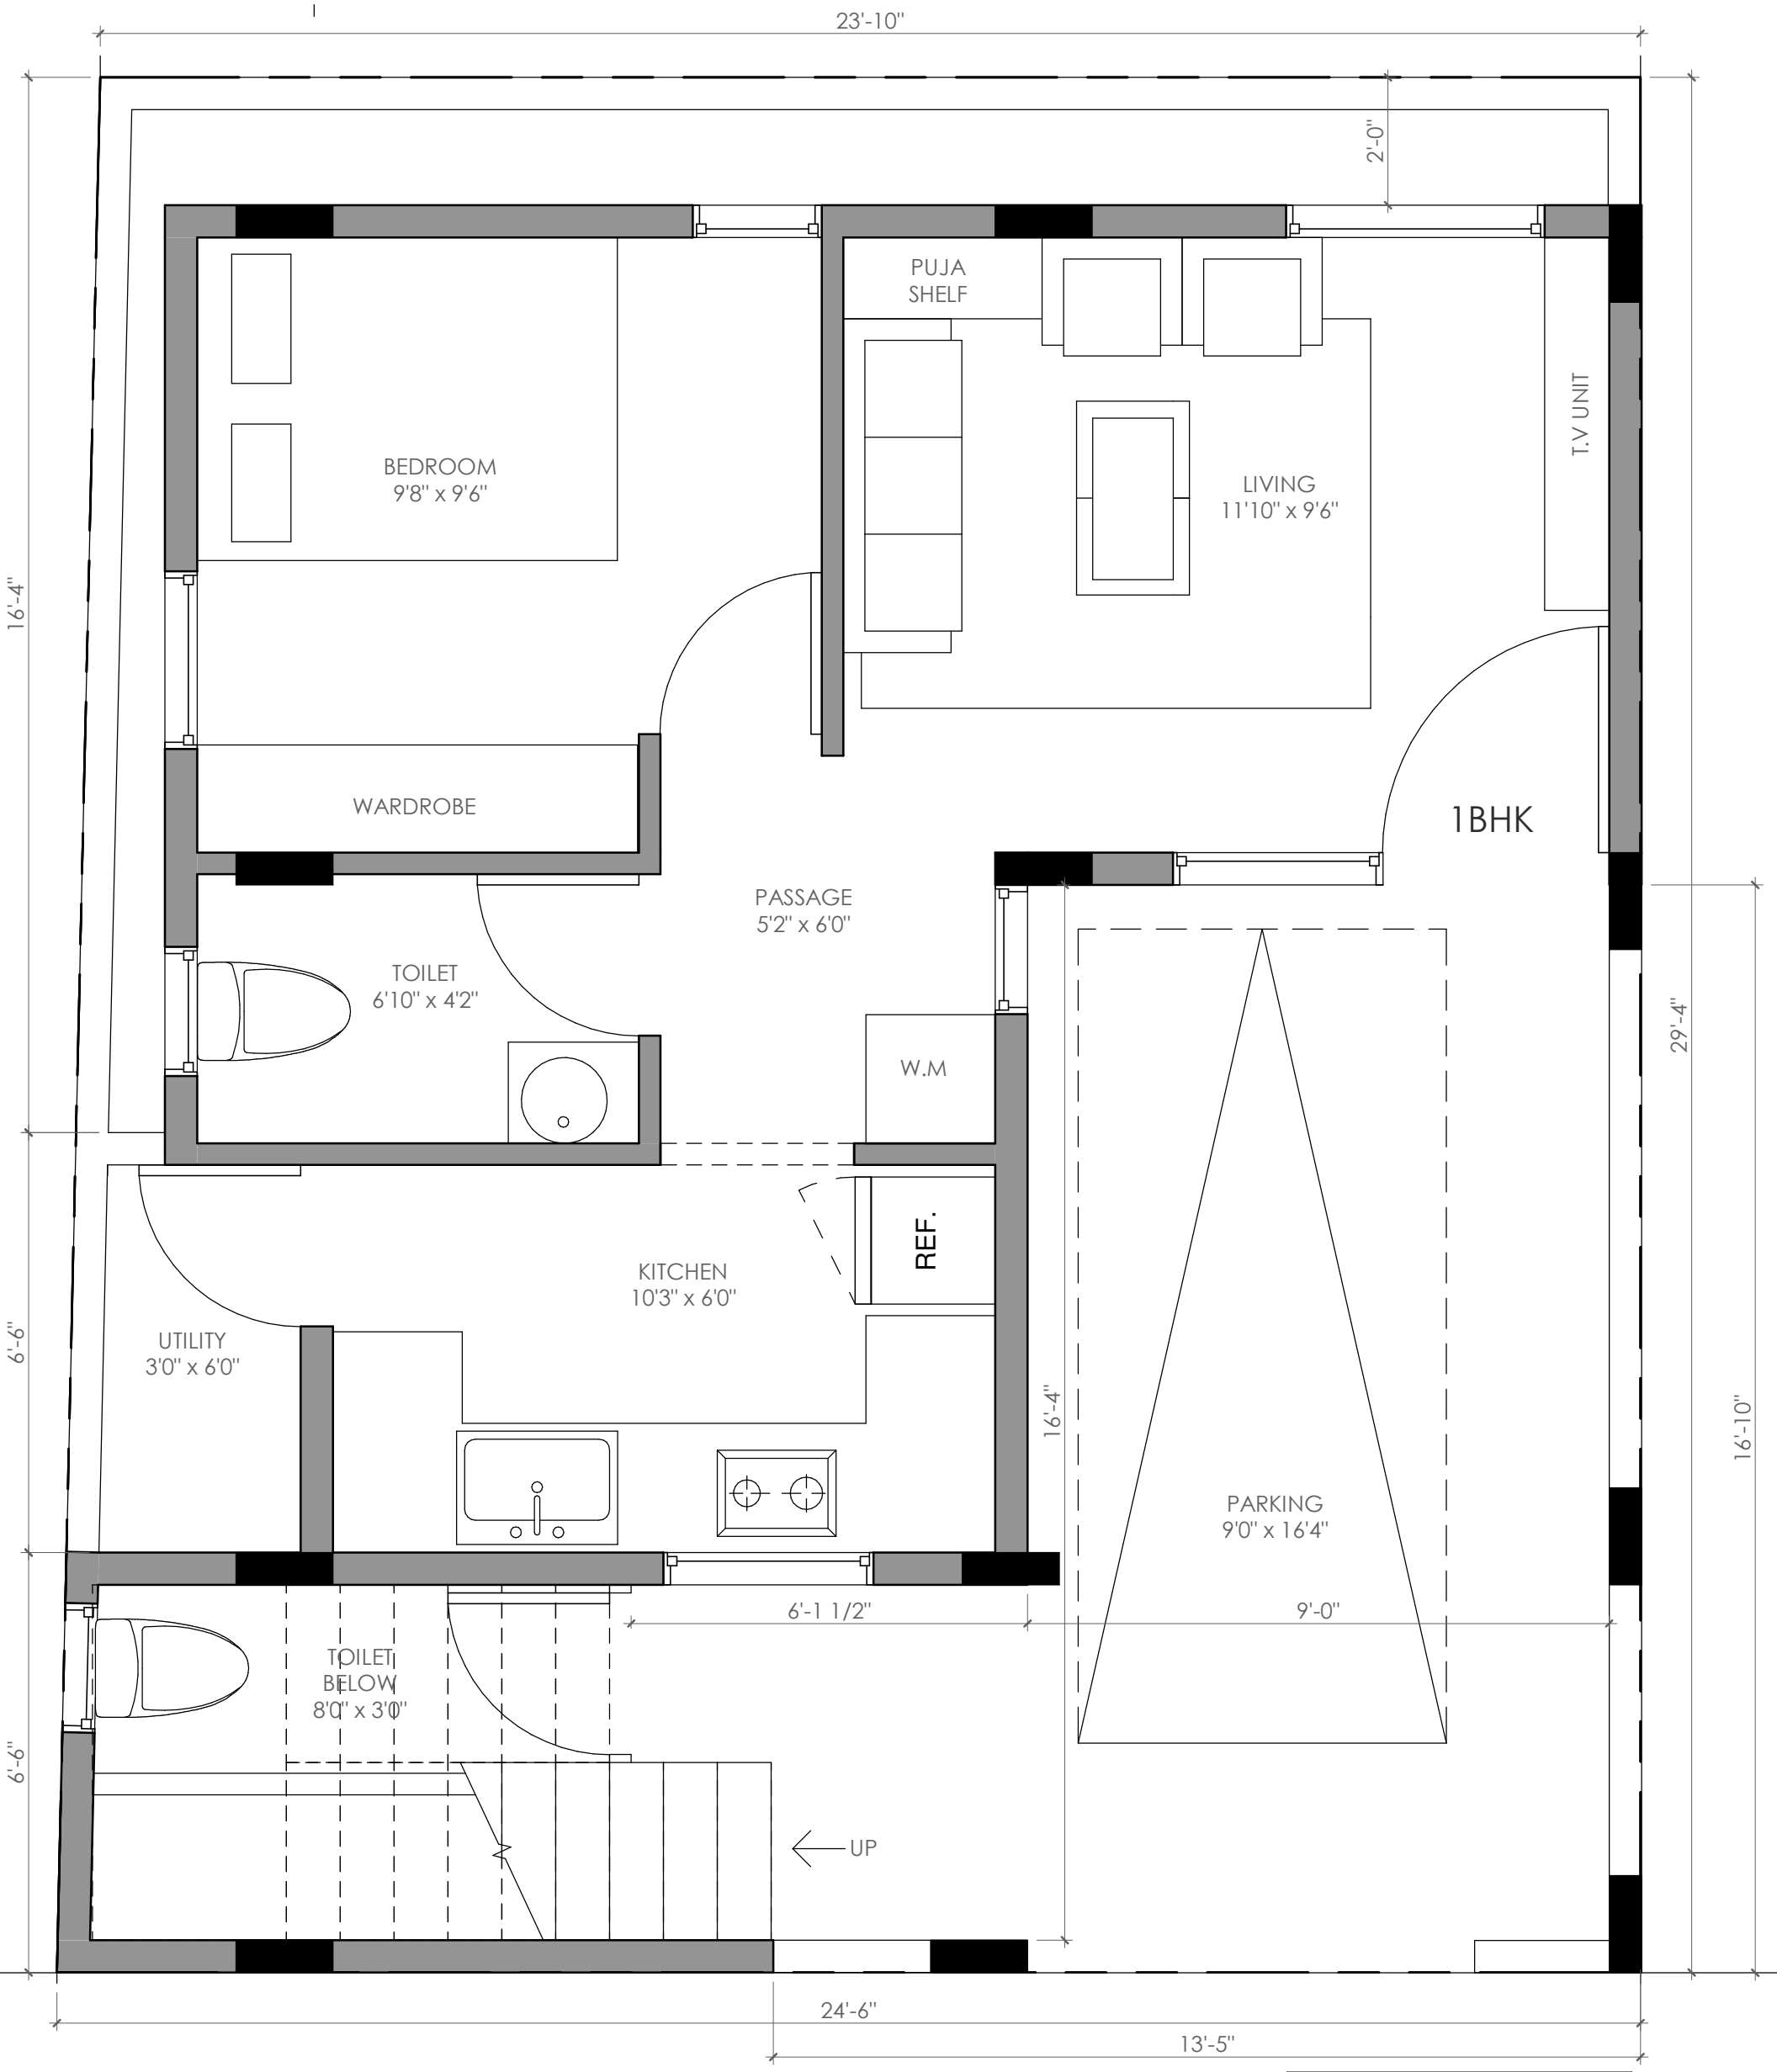 23'-10"
2'-0"
PUJA
SHELF
T.V UNIT
BEDROOM
9'8" x 9'6"
LIVING
11'10" x 9'6"
16'-4"
WARDROBE
1BHK
PASSAGE
5'2" x 6'0"
TOILET
6'10" x 4'2"
W.M
29'-4"
REF.
KITCHEN
10'3" x 6'0"
UTILITY
3'0" x 6'0"
6'-6"
16'-4"
16'-10"
PARKING
9'0" x 16'4"
6'-1 1/2"
9'-0"
TOILET
BELOW
8'0" x 3'0"
6'-6"
UP
24'-6"
13'-5"